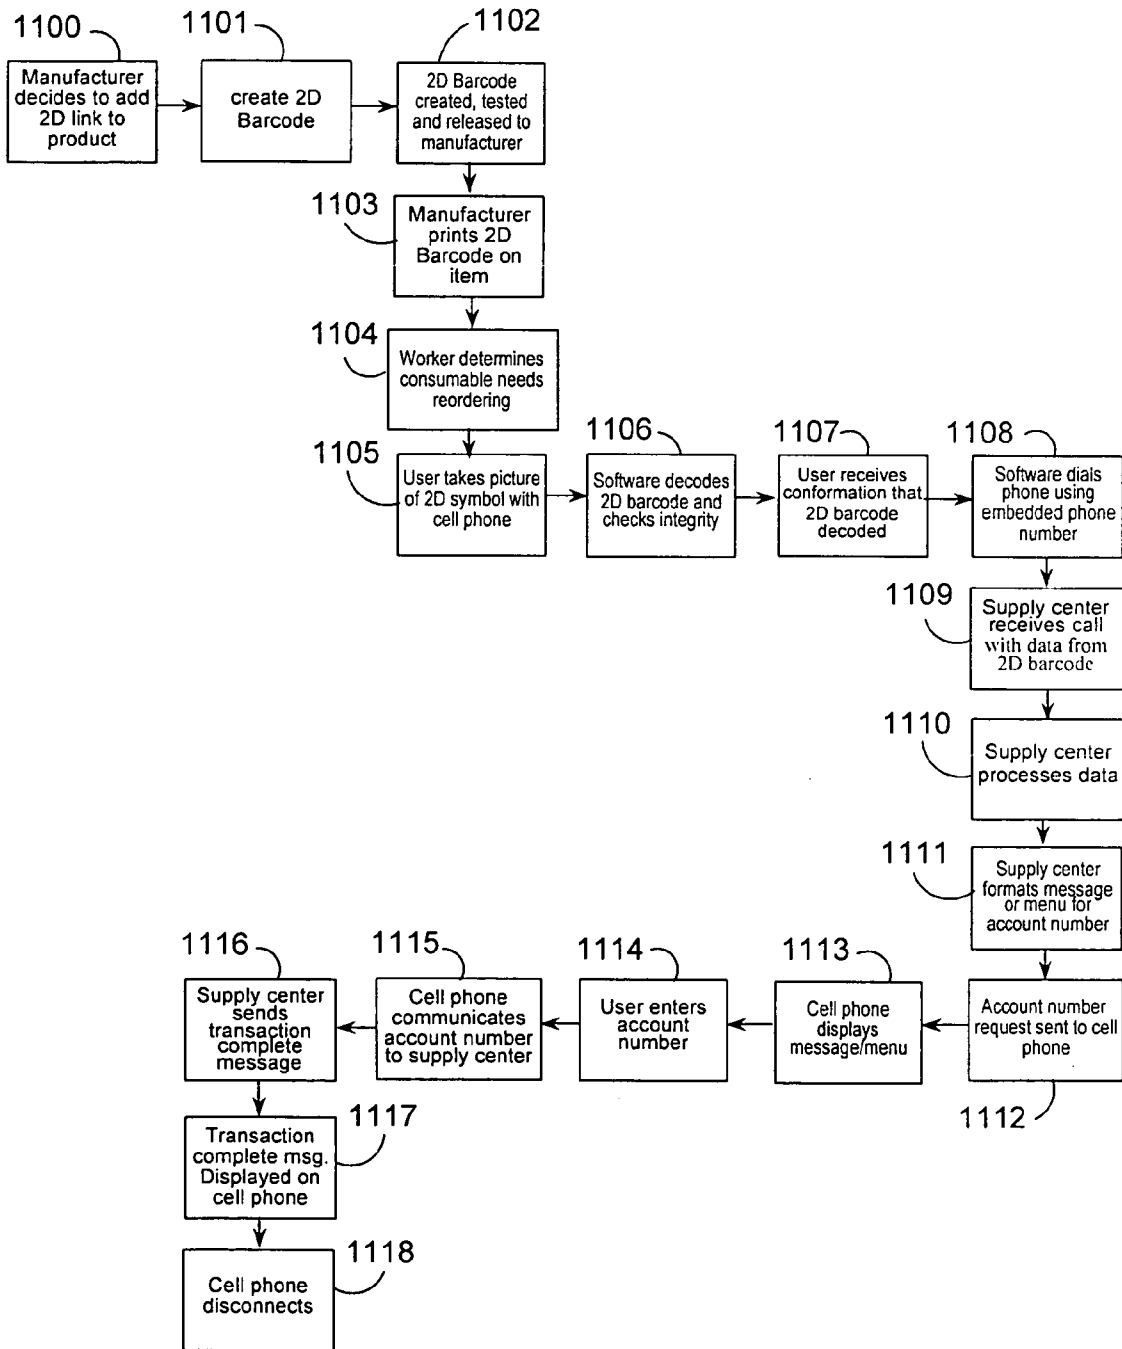 1100
Manufacturer
decides to add
2D link to
product
1101
create 2D
Barcode
1102
2D Barcode
created, tested
and released to
manufacturer
1103
Manufacturer
prints 2D
Barcode on
item
1104
Worker determines
consumable needs
reordering
1105
User takes picture
of 2D symbol with
cell phone
1106
Software decodes
2D barcode and
checks integrity
1107
User receives
conformation that
2D barcode
decoded
1108
Software dials
phone using
embedded phone
number
1109
Supply center
receives call
with data from
2D barcode
1110
Supply center
processes data
1111
Supply center
formats message
or menu for
account number
1112
Account number
request sent to cell
phone
1113
Cell phone
displays
message/menu
1114
User enters
account
number
1115
Cell phone
communicates
account number
to supply center
1116
Supply center
sends
transaction
complete
message
1117
Transaction
complete msg.
Displayed on
cell phone
1118
Cell phone
disconnects